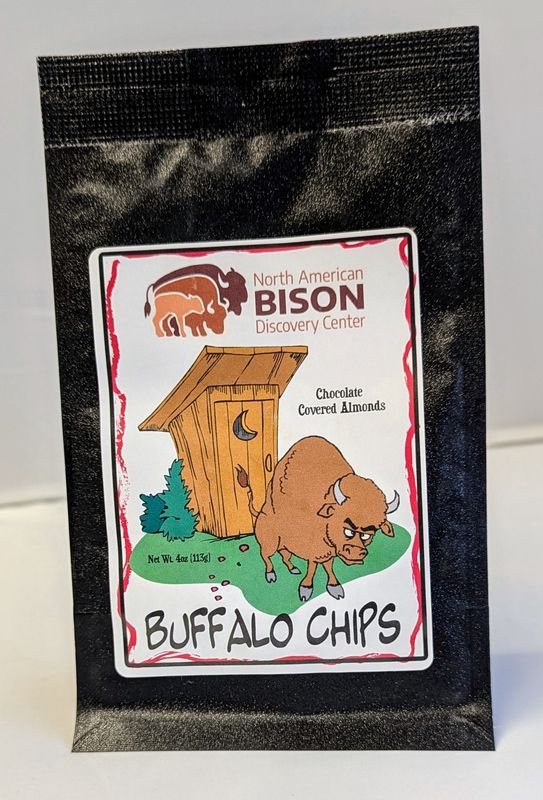 North American
BISON
Discovery Center
Chocolate
Covered Almonds
Net Wt. 4oz (113g)
BUFFALO CHIPS